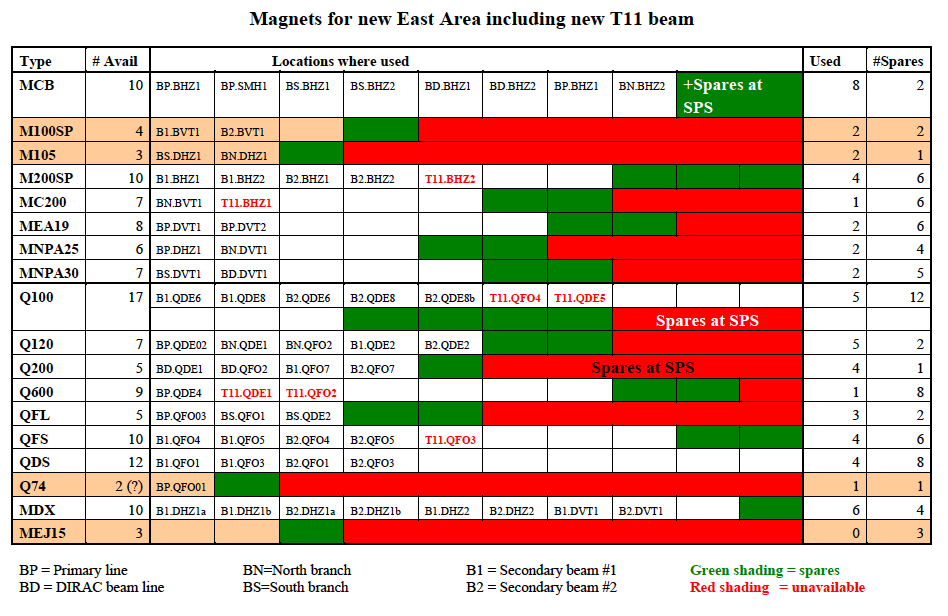 Magnets for new East Area including new T11 beam
Type # Avail Locations where used Used #Spares
MCB 10 BP.BHZ1 BP.SMH1 BS.BHZ1 BS.BHZ2 BD.BHZ1 BD.BHZ2 BP.BHZ1 BN.BHZ2 +Spares at 8 2
SPS
M100SP 4 B1.BVT1 B2.BVT1 2 2
M105 3 BS.DHZ1 BN.DHZ1 2 1
M200SP 10 B1.BHZ1 B1.BHZ2 B2.BHZ1 B2.BHZ2 T11.BHZ2 4 6
MC200 7 BN.BVT1 T11.BHZ1 1 6
MEA19 8 BP.DVT1 BP.DVT2 2 6
MNPA25 6 BP.DHZ1 BN.DVT1 2 4
MNPA30 7 BS.DVT1 BD.DVT1 2 5
Q100 17 B1.QDE6 B1.QDE8 B2.QDE6 B2.QDE8 B2.QDE8b T11.QFO4 T11.QDE5 5 12
Spares at SPS
Q120 7 BP.QDE02 BN.QDE1 BN.QFO2 B1.QDE2 B2.QDE2 5 2
Q200 5 BD.QDE1 BD.QFO2 B1.QFO7 B2.QFO7 Spares at SPS 4 1
Q600 9 BP.QDE4 T11.QDE1 T11.QFO2 1 8
QFL 5 BP.QFO03 BS.QFO1 BS.QDE2 3 2
QFS 10 B1.QFO4 B1.QFO5 B2.QFO4 B2.QFO5 T11.QFO3 4 6
QDS 12 B1.QFO1 B1.QFO3 B2.QFO1 B2.QFO3 4 8
Q74 2 (?) BP.QFO01 1 1
MDX 10 B1.DHZ1a B1.DHZ1b B2.DHZ1a B2.DHZ1b B1.DHZ2 B2.DHZ2 B1.DVT1 B2.DVT1 6 4
MEJ15 3 0 3
BP = Primary line BN=North branch B1 = Secondary beam #1 Green shading = spares
BD = DIRAC beam line BS=South branch B2 = Secondary beam #2 Red shading = unavailable